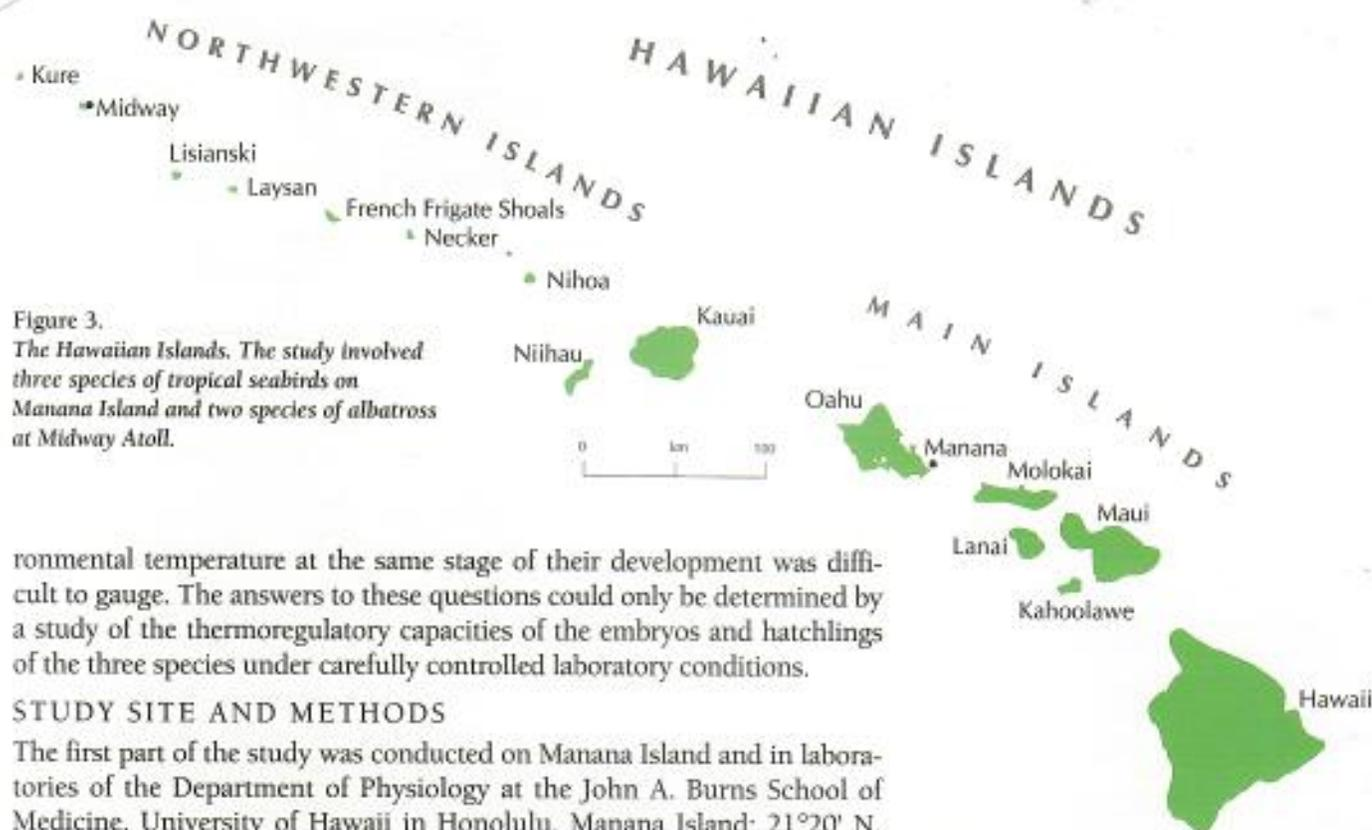 NORTHWESTERN ISLANDS
HAWAIIAN ISLANDS
Kure
Midway
Lisianski
Laysan
French Frigate Shoals
Necker
Nihoa
Kauai
Niihau
MAIN ISLANDS
Oahu
Manana
Molokai
Maui
Lanai
Kahoolawe
Hawaii
0 km 100
Figure 3.
The Hawaiian Islands. The study involved
three species of tropical seabirds on
Manana Island and two species of albatross
at Midway Atoll.
ronmental temperature at the same stage of their development was diffi-
cult to gauge. The answers to these questions could only be determined by
a study of the thermoregulatory capacities of the embryos and hatchlings
of the three species under carefully controlled laboratory conditions.
STUDY SITE AND METHODS
The first part of the study was conducted on Manana Island and in labora-
tories of the Department of Physiology at the John A. Burns School of
Medicine, University of Hawaii in Honolulu. Manana Island: 21°20' N,